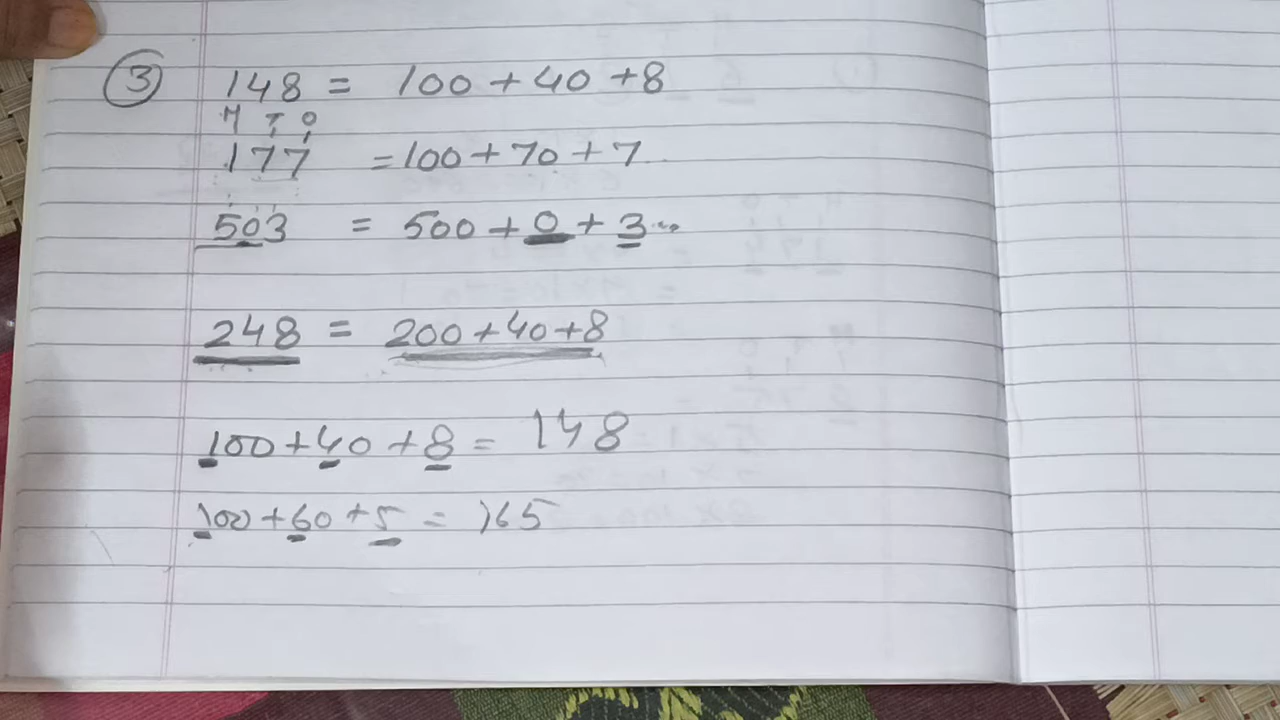 3 148 = 100 + 40 + 8
H T O
177 = 100 + 70 + 7
503 = 500 + 0 + 3
248 = 200 + 40 + 8
100 + 40 + 8 = 148
100 + 60 + 5 = 165